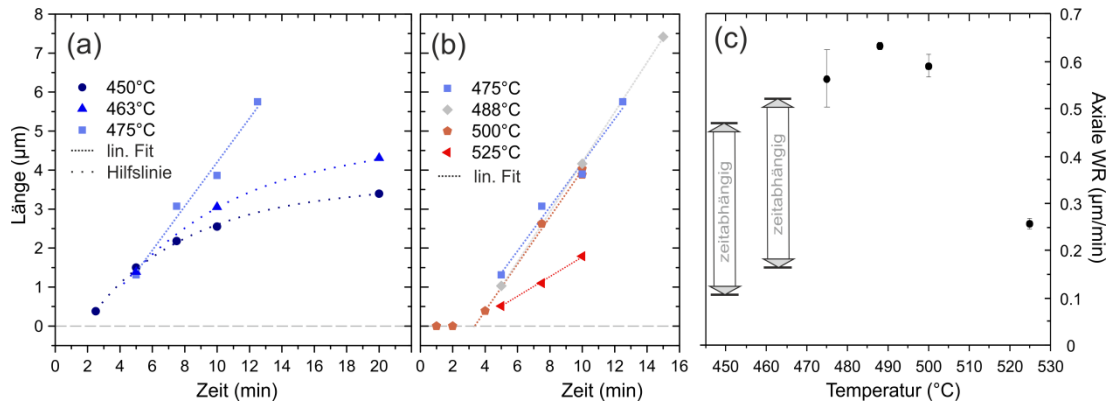 (a)
450°C
463°C
475°C
lin. Fit
Hilfslinie
Länge (µm)
8
7
6
5
4
3
2
1
0
0 2 4 6 8 10 12 14 16 18 20
Zeit (min)
(b)
475°C
488°C
500°C
525°C
lin. Fit
0 2 4 6 8 10 12 14 16
Zeit (min)
(c)
zeitabhängig
zeitabhängig
0.7
0.6
0.5
0.4
0.3
0.2
0.1
0
Axiale WR (µm/min)
450 460 470 480 490 500 510 520 530
Temperatur (°C)